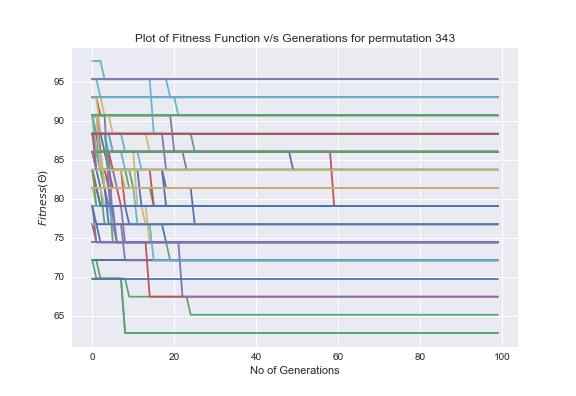 Plot of Fitness Function v/s Generations for permutation 343
Fitness(Θ)
95
90
85
80
75
70
65
0 20 40 60 80 100
No of Generations